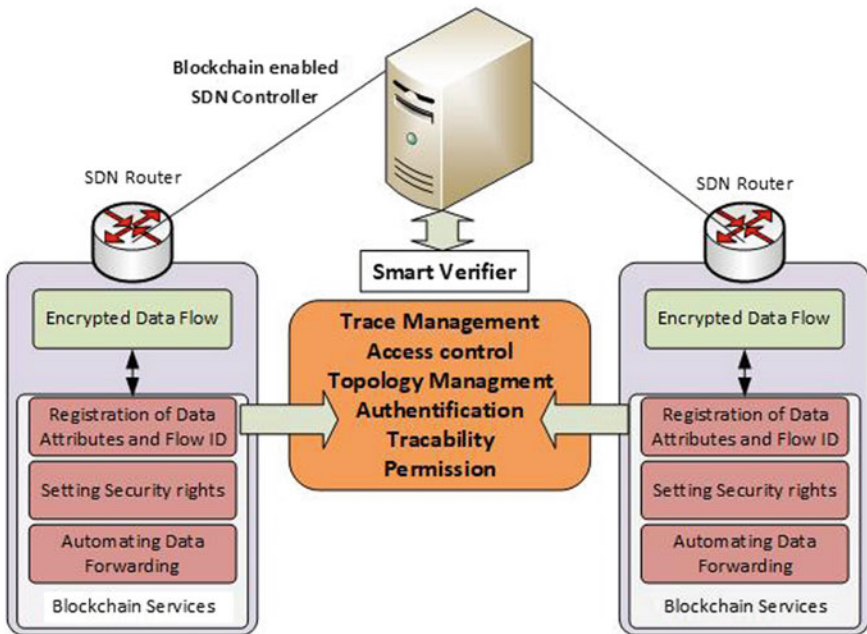 Blockchain enabled
SDN Controller
SDN Router
SDN Router
Smart Verifier
Encrypted Data Flow
Registration of Data
Attributes and Flow ID
Setting Security rights
Automating Data
Forwarding
Blockchain Services
Trace Management
Access control
Topology Managment
Authentification
Tracability
Permission
Encrypted Data Flow
Registration of Data
Attributes and Flow ID
Setting Security rights
Automating Data
Forwarding
Blockchain Services